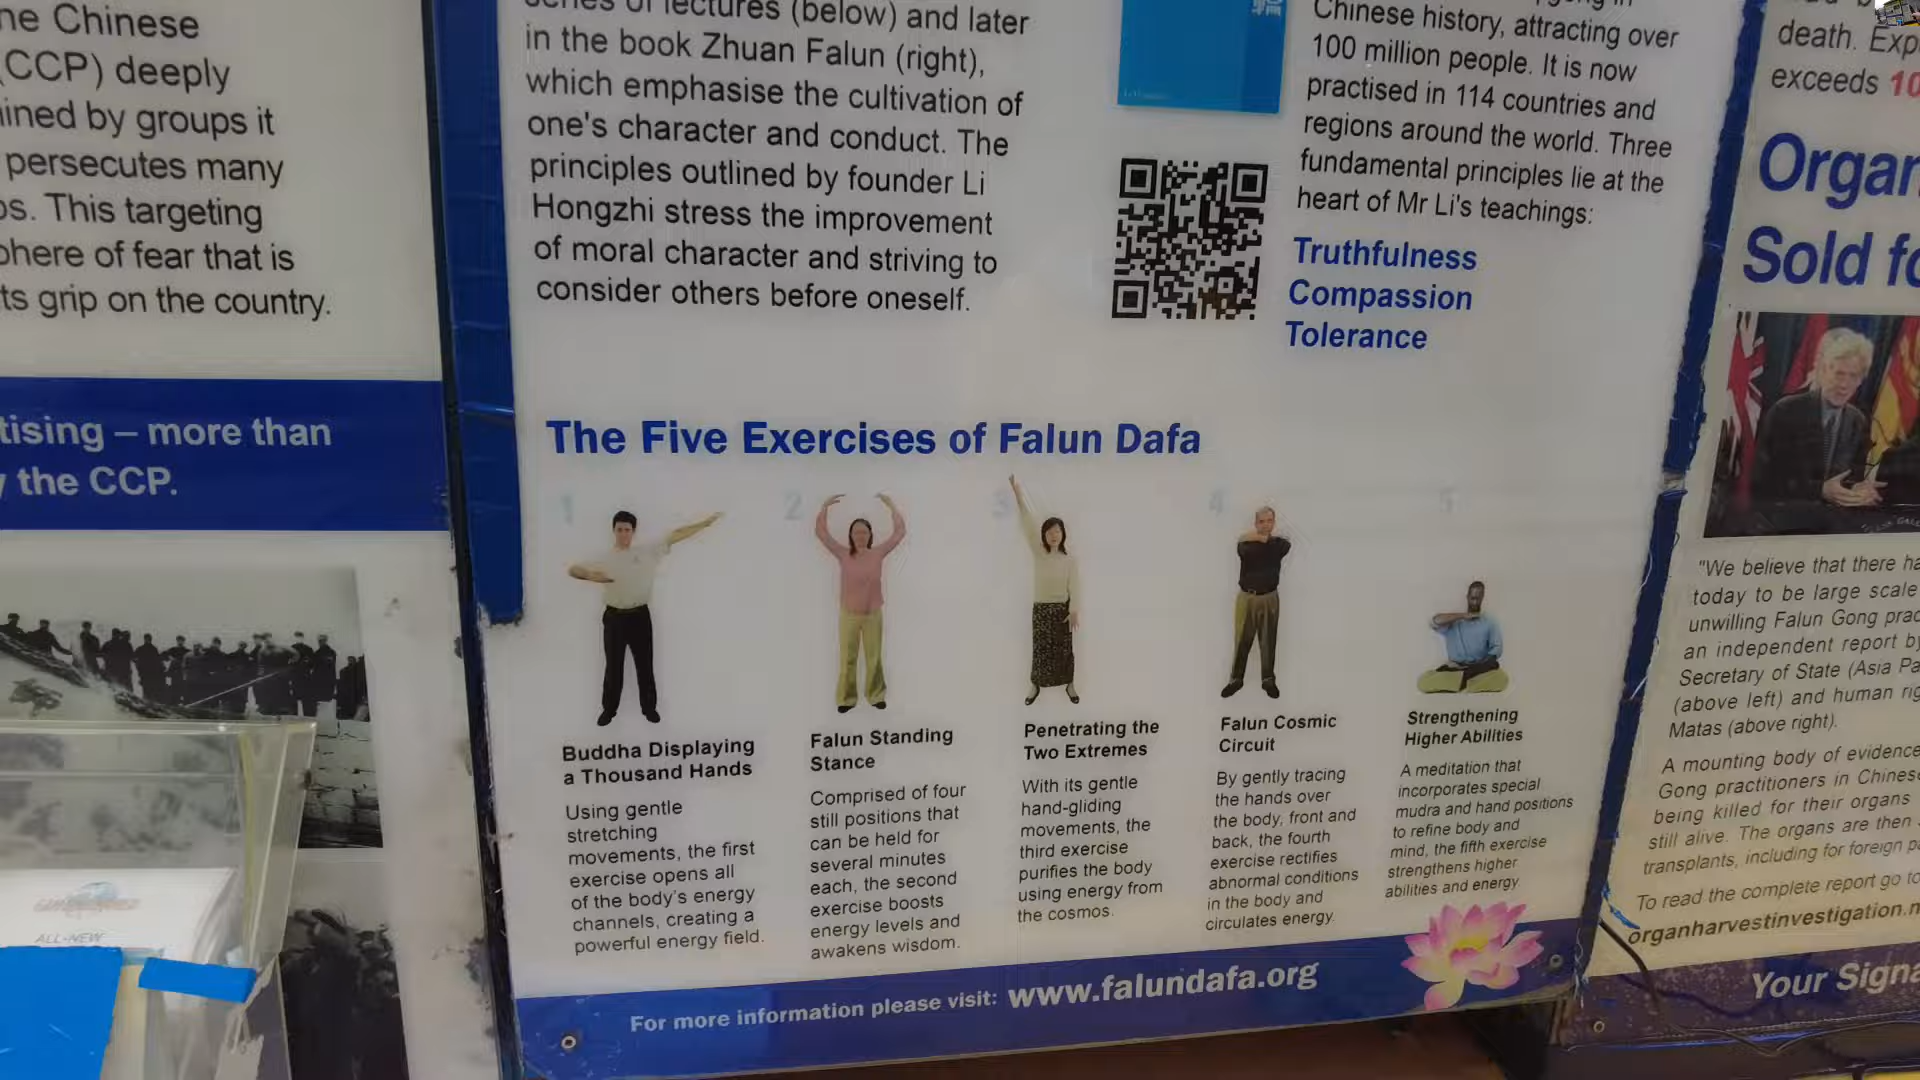 ne Chinese
(CCP) deeply
ined by groups it
persecutes many
os. This targeting
phere of fear that is
ts grip on the country.
tising – more than
y the CCP.
ALL-NEW
series of lectures (below) and later
in the book Zhuan Falun (right),
which emphasise the cultivation of
one's character and conduct. The
principles outlined by founder Li
Hongzhi stress the improvement
of moral character and striving to
consider others before oneself.
Chinese history, attracting over
100 million people. It is now
practised in 114 countries and
regions around the world. Three
fundamental principles lie at the
heart of Mr Li's teachings:
Truthfulness
Compassion
Tolerance
The Five Exercises of Falun Dafa
1
2
3
4
5
Buddha Displaying
a Thousand Hands
Using gentle
stretching
movements, the first
exercise opens all
of the body's energy
channels, creating a
powerful energy field.
Falun Standing
Stance
Comprised of four
still positions that
can be held for
several minutes
each, the second
exercise boosts
energy levels and
awakens wisdom.
Penetrating the
Two Extremes
With its gentle
hand-gliding
movements, the
third exercise
purifies the body
using energy from
the cosmos.
Falun Cosmic
Circuit
By gently tracing
the hands over
the body, front and
back, the fourth
exercise rectifies
abnormal conditions
in the body and
circulates energy.
Strengthening
Higher Abilities
A meditation that
incorporates special
mudra and hand positions
to refine body and
mind, the fifth exercise
strengthens higher
abilities and energy
For more information please visit: www.falundafa.org
death. Exp
exceeds 10
Organ
Sold fo
"We believe that there ha
today to be large scale
unwilling Falun Gong prac
an independent report by
Secretary of State (Asia Pa
(above left) and human rig
Matas (above right).
A mounting body of evidence
Gong practitioners in Chinese
being killed for their organs
still alive. The organs are then
transplants, including for foreign p
To read the complete report go to
organharvestinvestigation.n
Your Signa